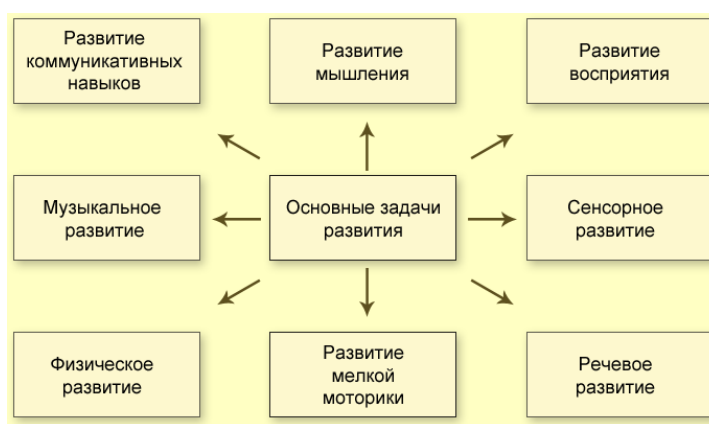 Развитие
коммуникативных
навыков
Развитие
мышления
Развитие
восприятия
Музыкальное
развитие
Основные задачи
развития
Сенсорное
развитие
Физическое
развитие
Развитие
мелкой
моторики
Речевое
развитие